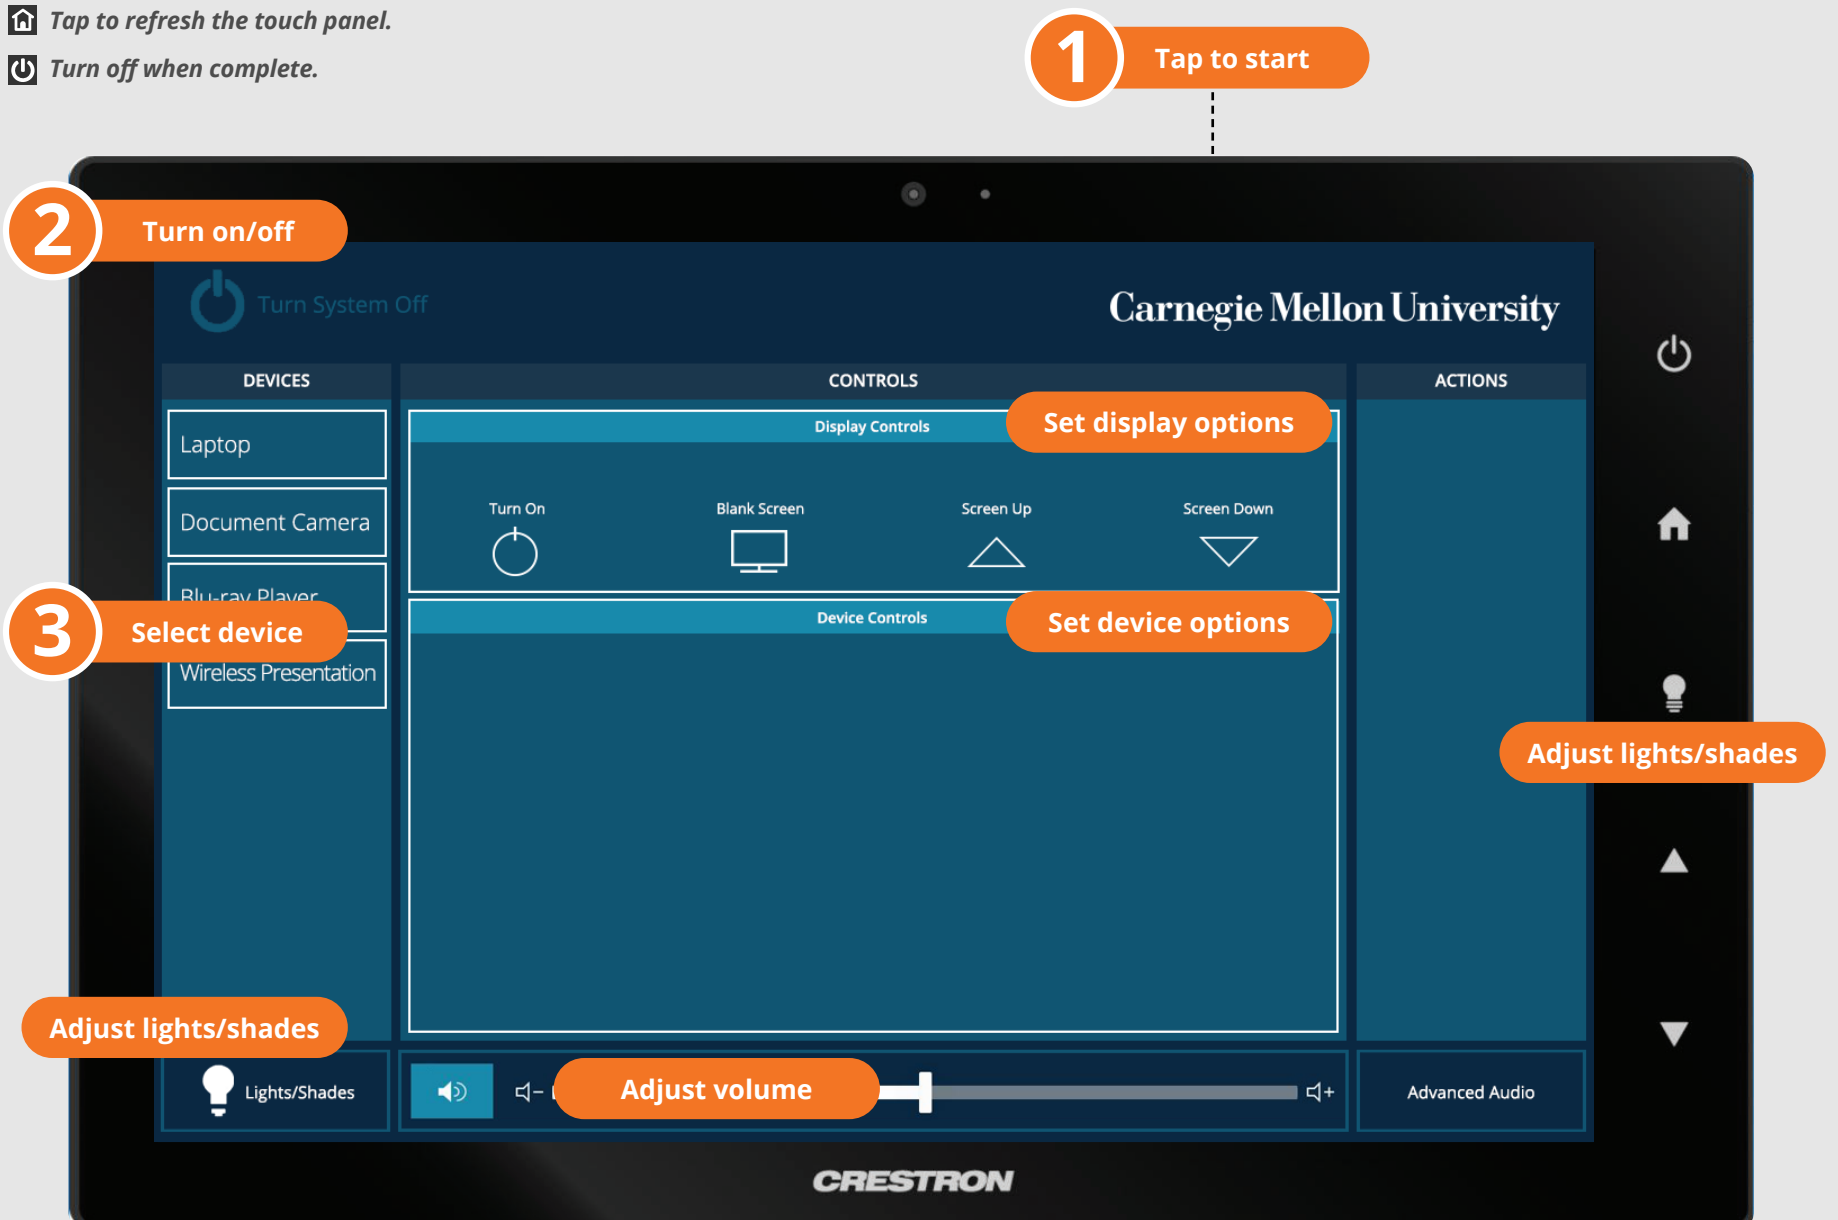 Tap to refresh the touch panel.
Turn off when complete.
1 Tap to start
2 Turn on/off
Turn System Off
Carnegie Mellon University
DEVICES
CONTROLS
ACTIONS
Laptop
Document Camera
Blu-ray Player
3 Select device
Wireless Presentation
Display Controls
Set display options
Turn On
Blank Screen
Screen Up
Screen Down
Device Controls
Set device options
Adjust lights/shades
Adjust lights/shades
Lights/Shades
Adjust volume
Advanced Audio
CRESTRON